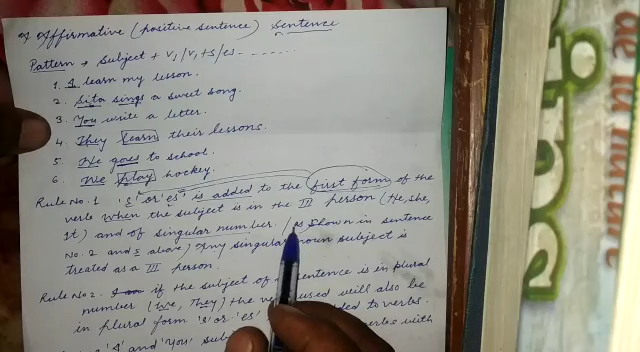 Affirmative (positive sentence) Sentence
Pattern → Subject + V₁/V₁+s/es - - - - - -
1. I learn my lesson.
2. Sita sings a sweet song.
3. You write a letter.
4. They learn their lessons.
5. He goes to school.
6. We play hockey.
Rule No. 1 's' or 'es' is added to the first form of the
verb when the subject is in the III person (He, she,
It) and of singular number. (as shown in sentence
No. 2 and 5 above) Any singular noun subject is
treated as a III person.
Rule No 2. if the subject of a sentence is in plural
number (We, They) the used will also be
in plural form 's' or 'es' to verbs.
'I' and 'You' with